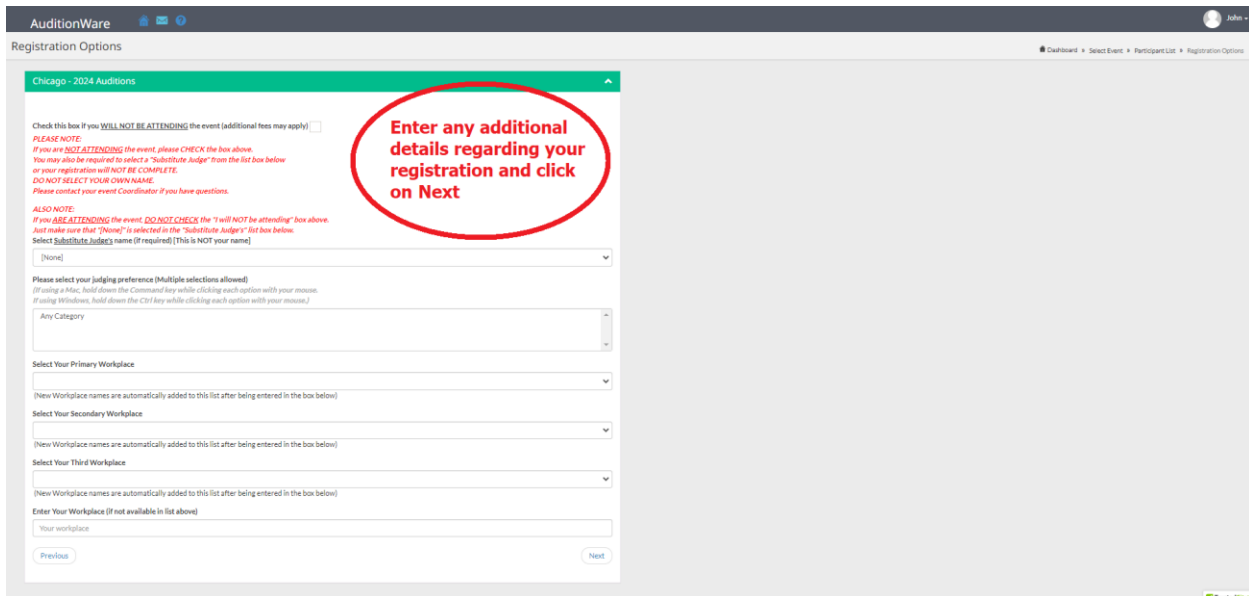 AuditionWare
John
Registration Options
Dashboard Select Event Participant List Registration Options
Chicago - 2024 Auditions
Check this box if you WILL NOT BE ATTENDING the event (additional fees may apply)
PLEASE NOTE:
If you are NOT ATTENDING the event, please CHECK the box above.
You may also be required to select a "Substitute Judge" from the list box below
or your registration will NOT BE COMPLETE.
DO NOT SELECT YOUR OWN NAME.
Please contact your event Coordinator if you have questions.
ALSO NOTE:
If you ARE ATTENDING the event, DO NOT CHECK the "I will NOT be attending" box above.
Just make sure that "[None]" is selected in the "Substitute Judge's" list box below.
Select Substitute Judge's name (if required) [This is NOT your name]
[None]
Please select your judging preference (Multiple selections allowed)
(If using a Mac, hold down the Command key while clicking each option with your mouse.
If using Windows, hold down the Ctrl key while clicking each option with your mouse.)
Any Category
Select Your Primary Workplace
(New Workplace names are automatically added to this list after being entered in the box below)
Select Your Secondary Workplace
(New Workplace names are automatically added to this list after being entered in the box below)
Select Your Third Workplace
(New Workplace names are automatically added to this list after being entered in the box below)
Enter Your Workplace (if not available in list above)
Your workplace
Previous
Next
Enter any additional
details regarding your
registration and click
on Next